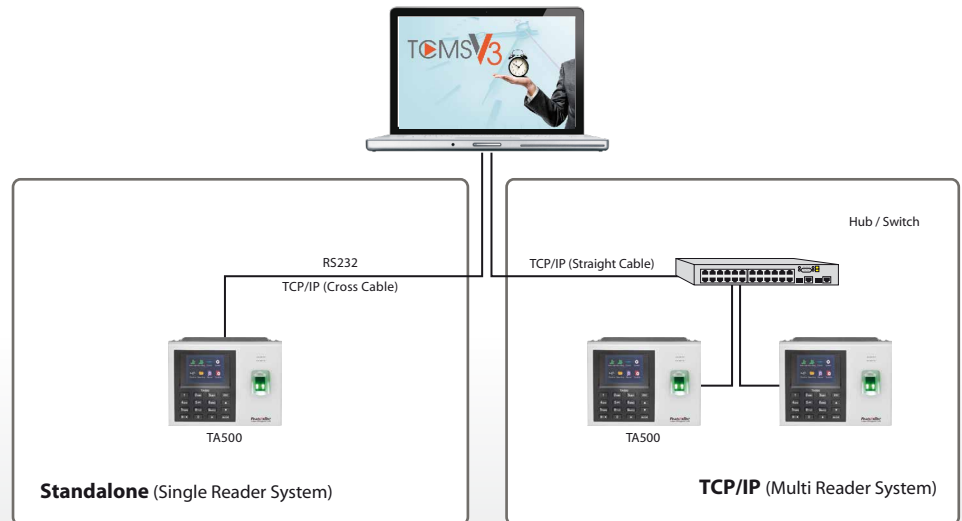 TCMSV3
Hub / Switch
RS232
TCP/IP (Cross Cable)
TCP/IP (Straight Cable)
TA500
TA500
Standalone (Single Reader System)
TCP/IP (Multi Reader System)